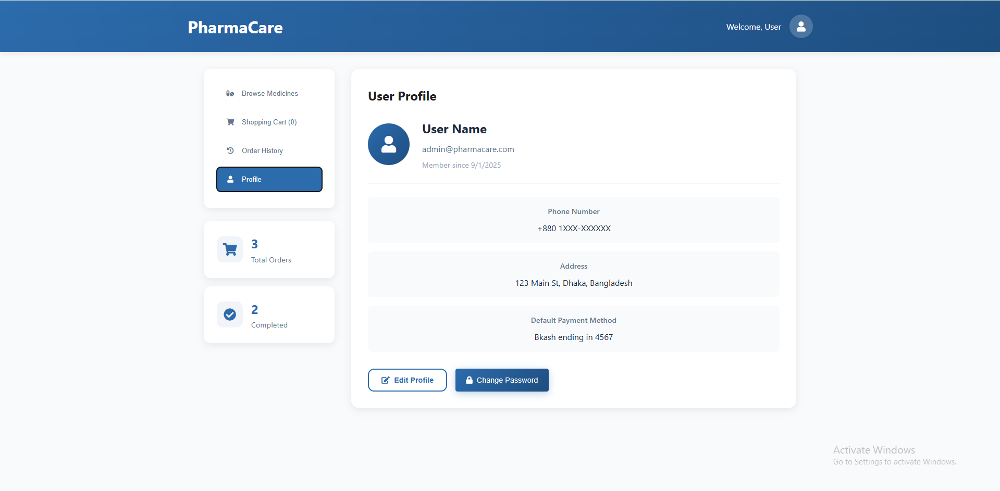 PharmaCare
Welcome, User
Browse Medicines
Shopping Cart (0)
Order History
Profile
3
Total Orders
2
Completed
User Profile
User Name
admin@pharmacare.com
Member since 9/1/2025
Phone Number
+880 1XXX-XXXXXX
Address
123 Main St, Dhaka, Bangladesh
Default Payment Method
Bkash ending in 4567
Edit Profile
Change Password
Activate Windows
Go to Settings to activate Windows.